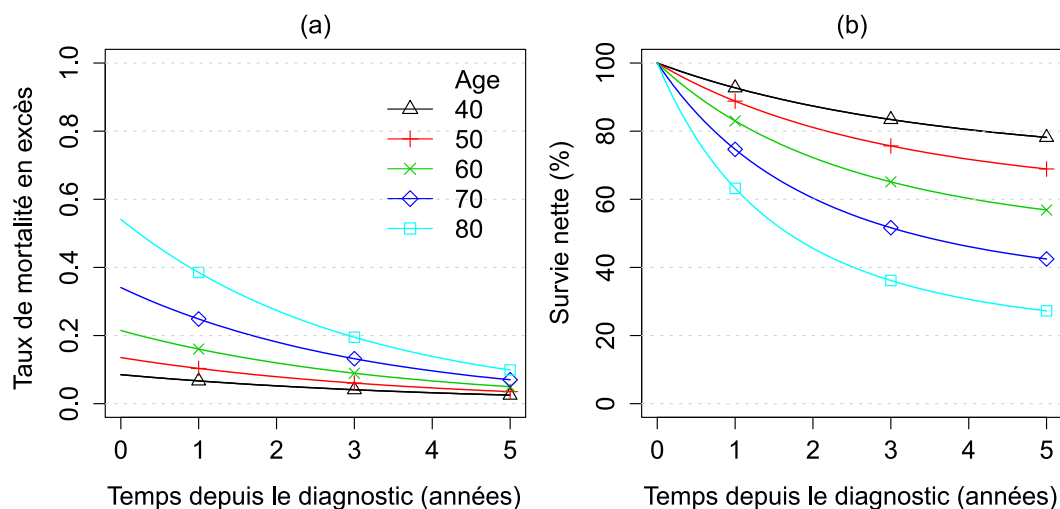 (a)
Taux de mortalité en excès
1.0
0.8
0.6
0.4
0.2
0.0
Age
40
50
60
70
80
0 1 2 3 4 5
Temps depuis le diagnostic (années)
(b)
Survie nette (%)
100
80
60
40
20
0
0 1 2 3 4 5
Temps depuis le diagnostic (années)